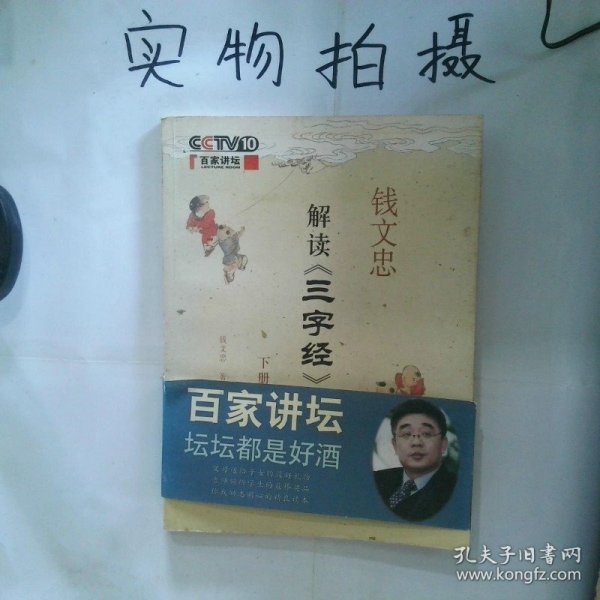 实物拍摄
CCTV10
百家讲坛
LECTURE ROOM
钱文忠
解读《三字经》
下册
钱文忠 著
百家讲坛
坛坛都是好酒
孔夫子旧书网
www.kongfz.com